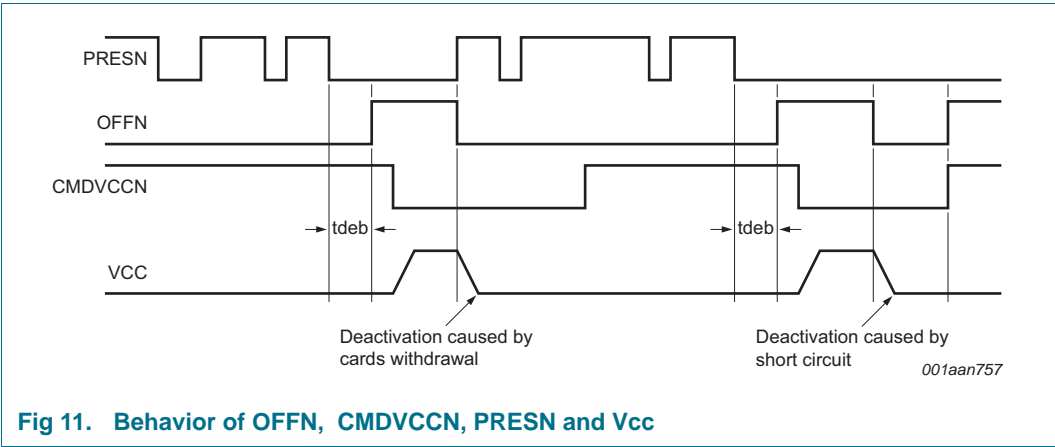 PRESN
OFFN
CMDVCCN
tdeb
tdeb
VCC
Deactivation caused by
cards withdrawal
Deactivation caused by
short circuit
001aan757
Fig 11. Behavior of OFFN, CMDVCCN, PRESN and Vcc